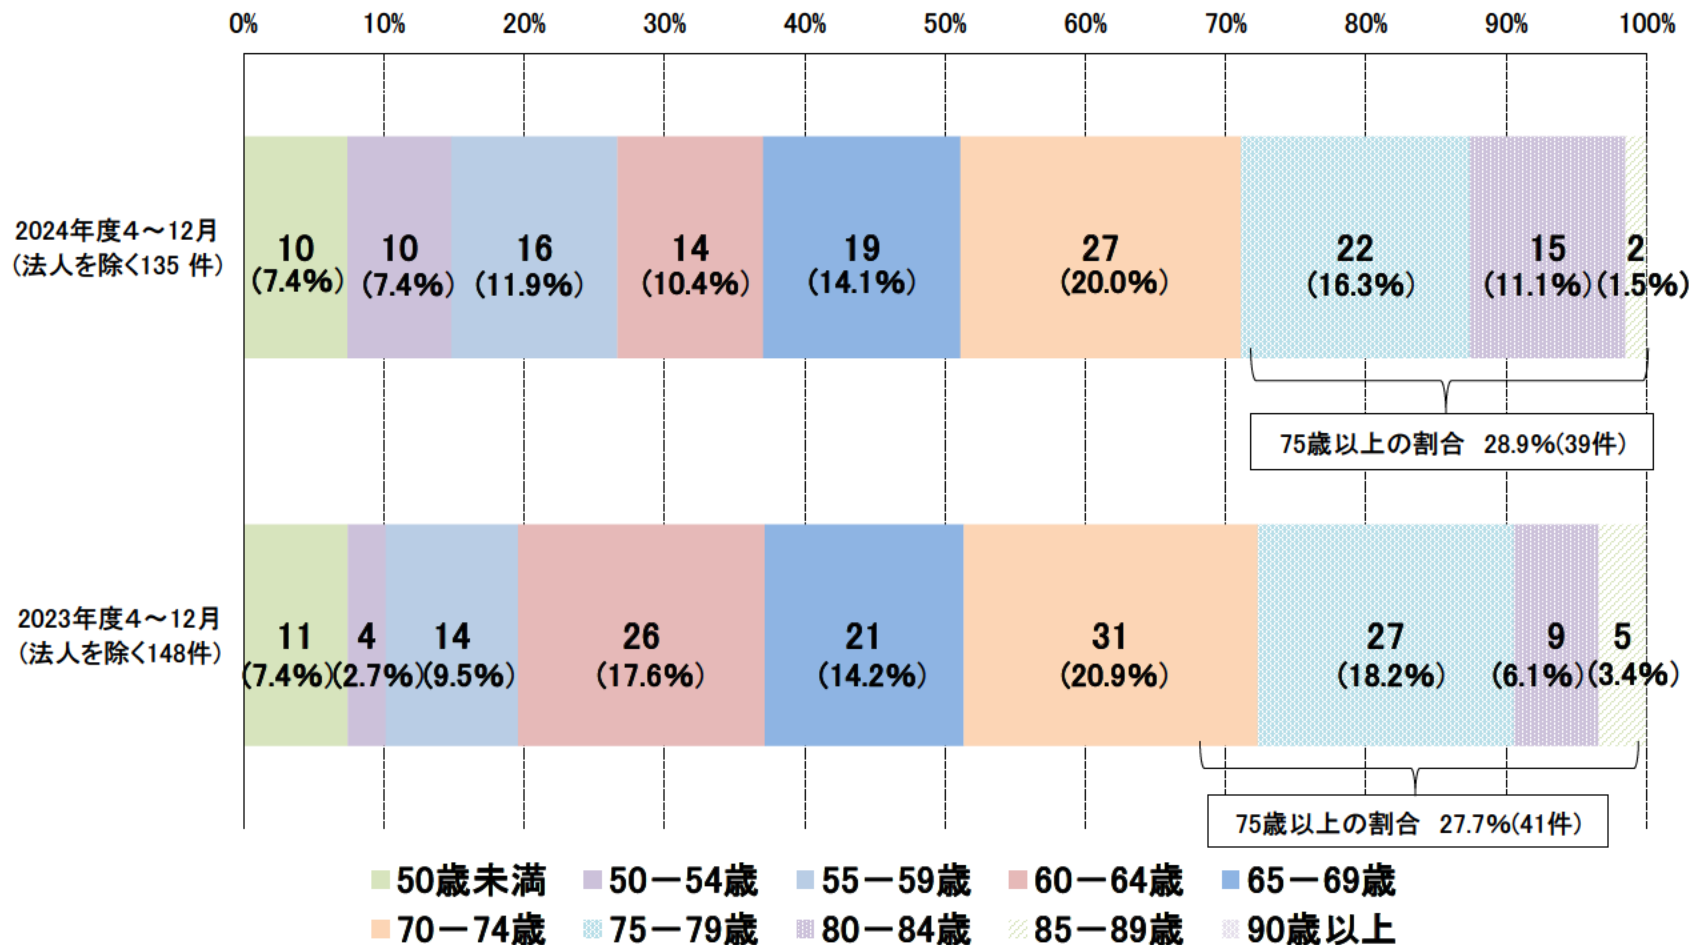 0% 10% 20% 30% 40% 50% 60% 70% 80% 90% 100%
2024年度4～12月
(法人を除く135 件)
10 10 16 14 19 27 22 15 2
(7.4%) (7.4%) (11.9%) (10.4%) (14.1%) (20.0%) (16.3%) (11.1%) (1.5%)
75歳以上の割合 28.9%(39件)
2023年度4～12月
(法人を除く148件)
11 4 14 26 21 31 27 9 5
(7.4%) (2.7%) (9.5%) (17.6%) (14.2%) (20.9%) (18.2%) (6.1%) (3.4%)
75歳以上の割合 27.7%(41件)
50歳未満 50－54歳 55－59歳 60－64歳 65－69歳
70－74歳 75－79歳 80－84歳 85－89歳 90歳以上